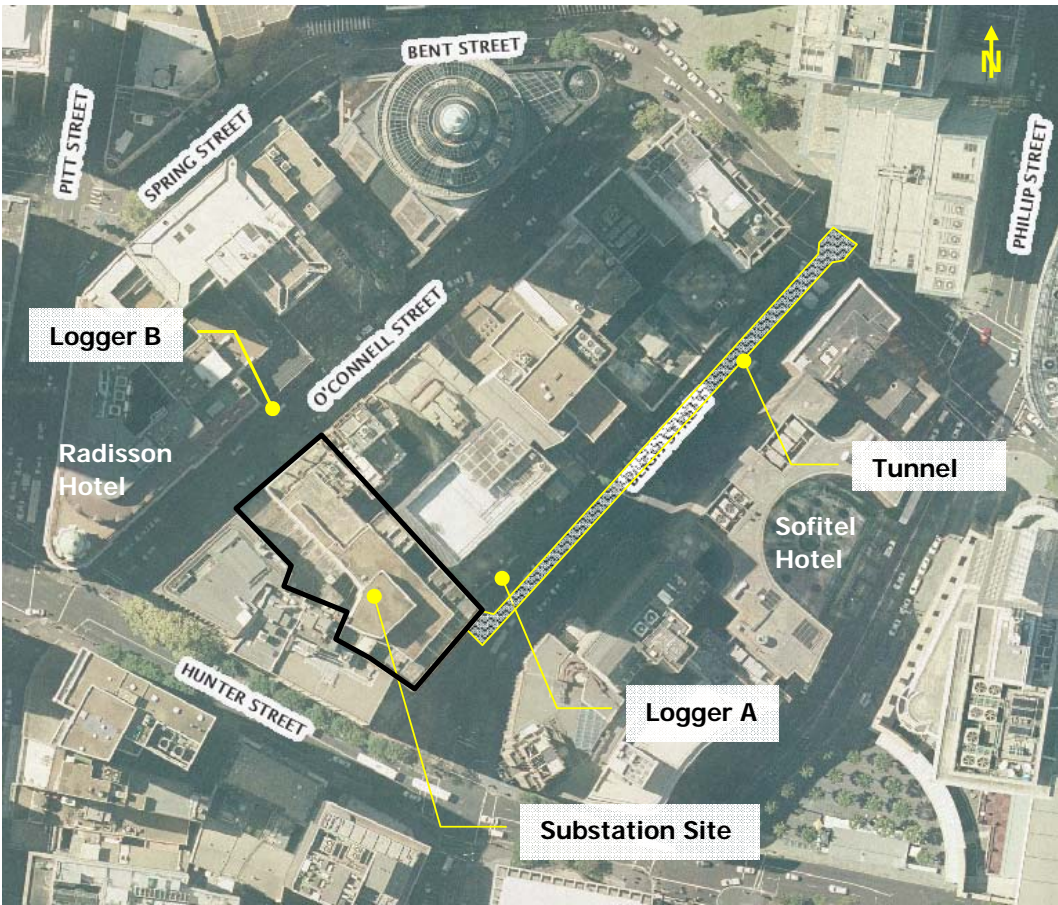 BENT STREET
N
PITT STREET
SPRING STREET
PHILLIP STREET
Logger B
O'CONNELL STREET
Radisson
Hotel
Tunnel
Sofitel
Hotel
Logger A
HUNTER STREET
Substation Site